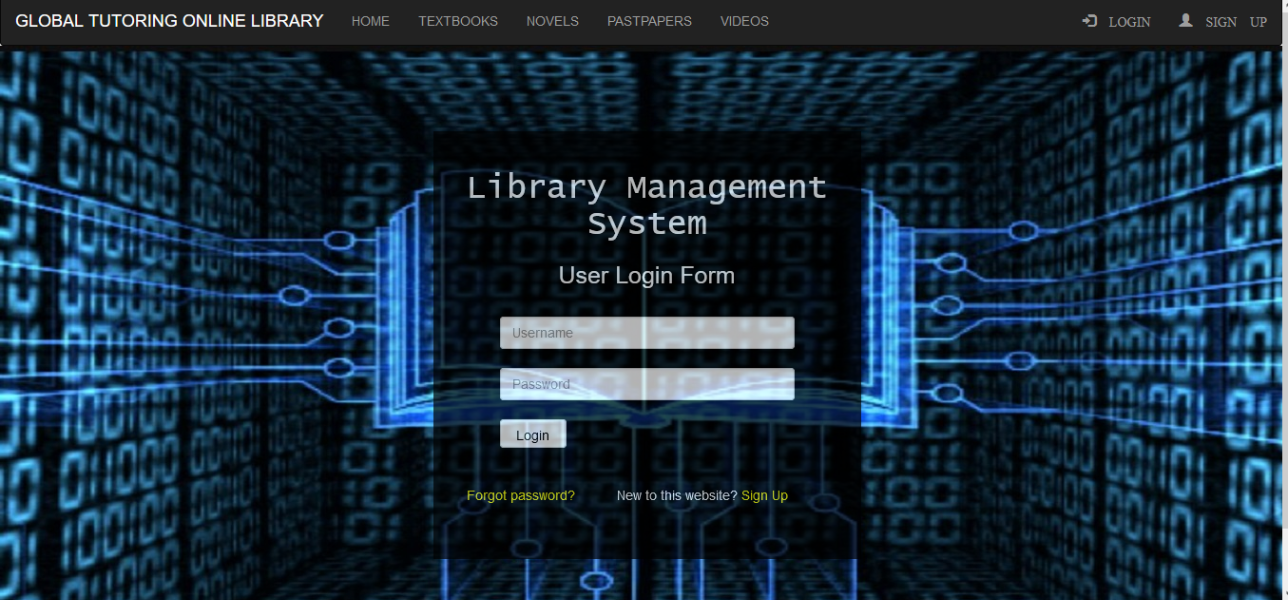 GLOBAL TUTORING ONLINE LIBRARY HOME TEXTBOOKS NOVELS PASTPAPERS VIDEOS LOGIN SIGN UP
Library Management
System
User Login Form
Username
Password
Login
Forgot password? New to this website? Sign Up